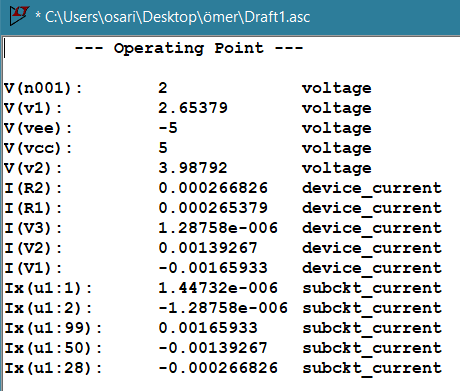 * C:\Users\osari\Desktop\ömer\Draft1.asc
--- Operating Point ---
V(n001): 2 voltage
V(v1): 2.65379 voltage
V(vee): -5 voltage
V(vcc): 5 voltage
V(v2): 3.98792 voltage
I(R2): 0.000266826 device_current
I(R1): 0.000265379 device_current
I(V3): 1.28758e-006 device_current
I(V2): 0.00139267 device_current
I(V1): -0.00165933 device_current
Ix(u1:1): 1.44732e-006 subckt_current
Ix(u1:2): -1.28758e-006 subckt_current
Ix(u1:99): 0.00165933 subckt_current
Ix(u1:50): -0.00139267 subckt_current
Ix(u1:28): -0.000266826 subckt_current